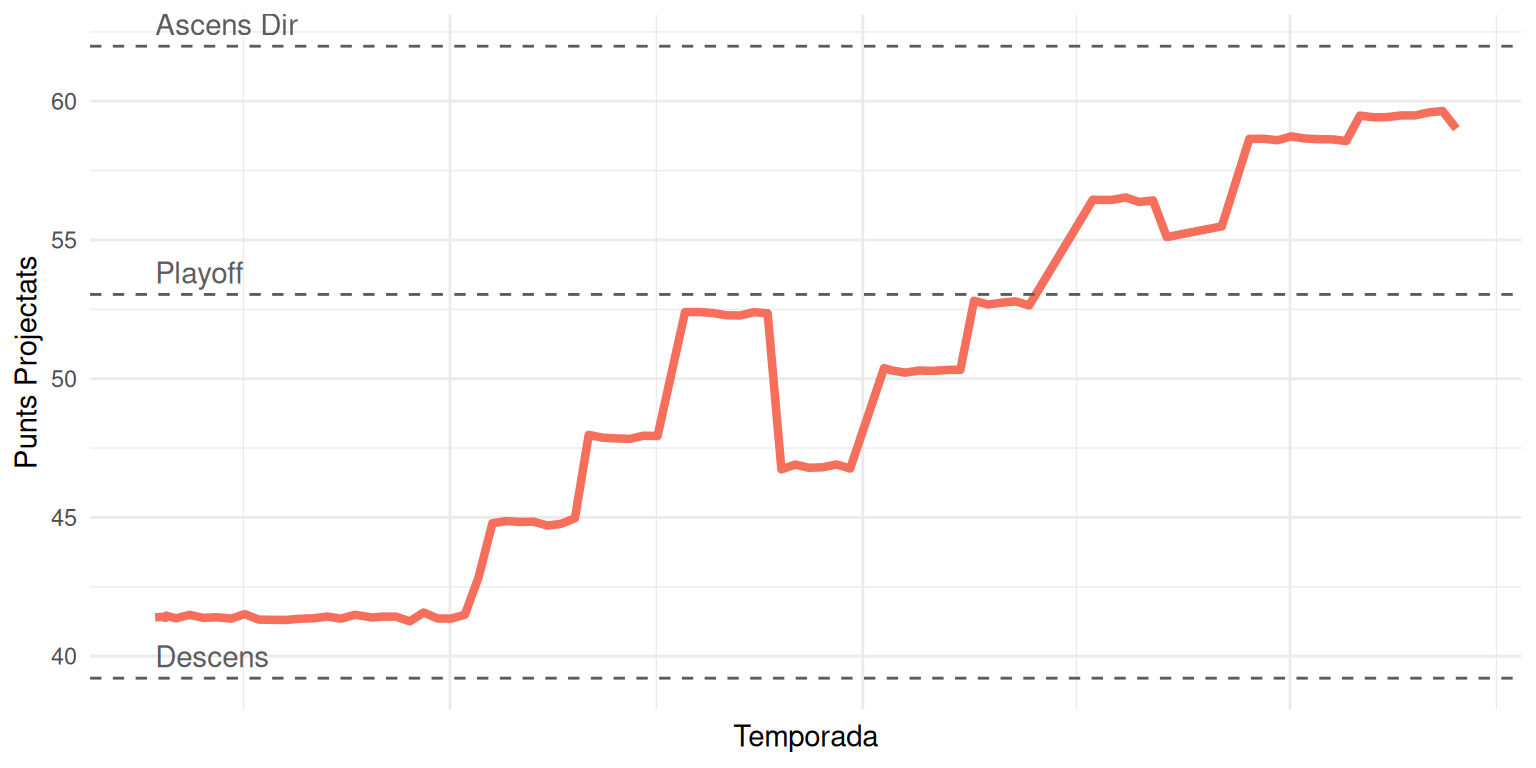 Ascens Dir
60
55
Playoff
50
45
Descens
40
Punts Projectats
Temporada